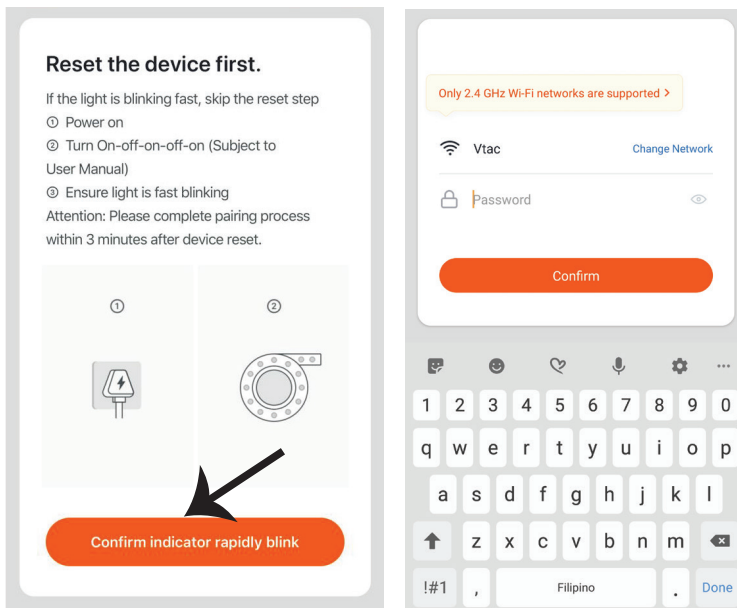 Reset the device first.
If the light is blinking fast, skip the reset step
① Power on
② Turn On-off-on-off-on (Subject to
User Manual)
③ Ensure light is fast blinking
Attention: Please complete pairing process
within 3 minutes after device reset.
① ②
Confirm indicator rapidly blink
Only 2.4 GHz Wi-Fi networks are supported >
Vtac Change Network
Password
Confirm
1 2 3 4 5 6 7 8 9 0
q w e r t y u i o p
a s d f g h j k l
z x c v b n m
!#1 , Filipino . Done